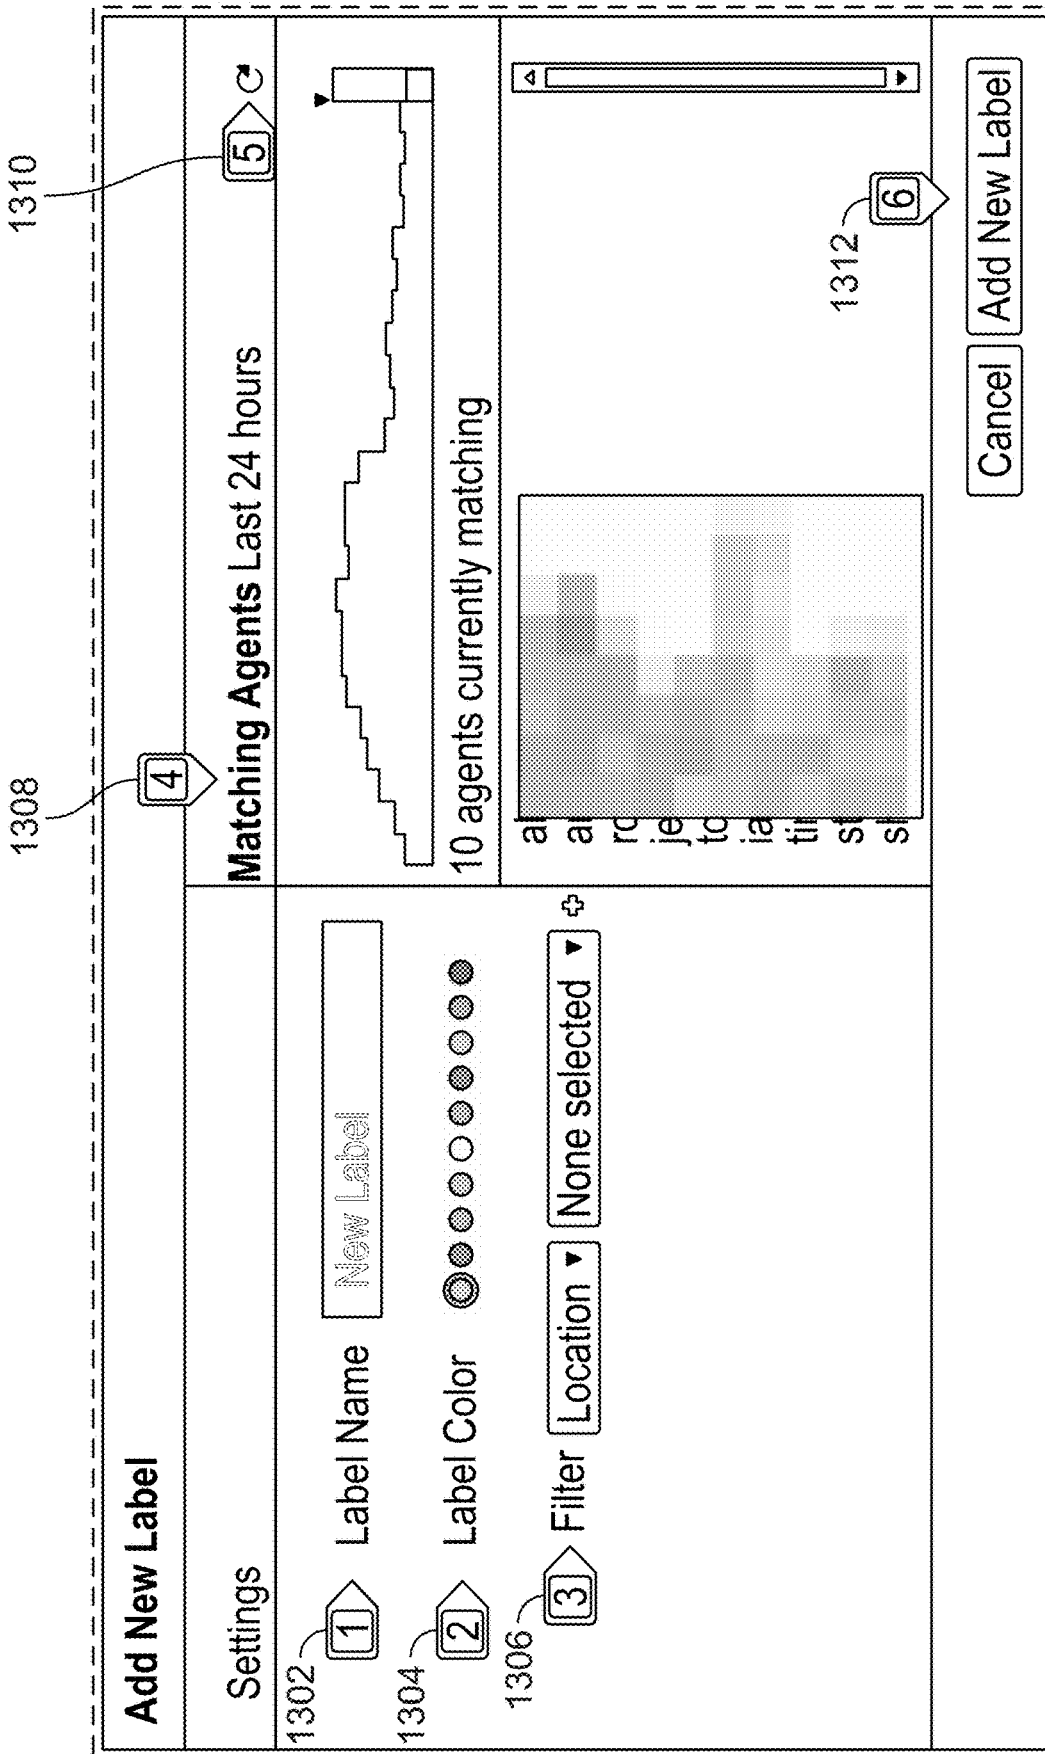 1308
1310
Add New Label
4
Settings
Matching Agents Last 24 hours
5
1302
1
Label Name
New Label
1304
2
Label Color
10 agents currently matching
1306
3
Filter
Location
None selected
1312
6
Cancel
Add New Label